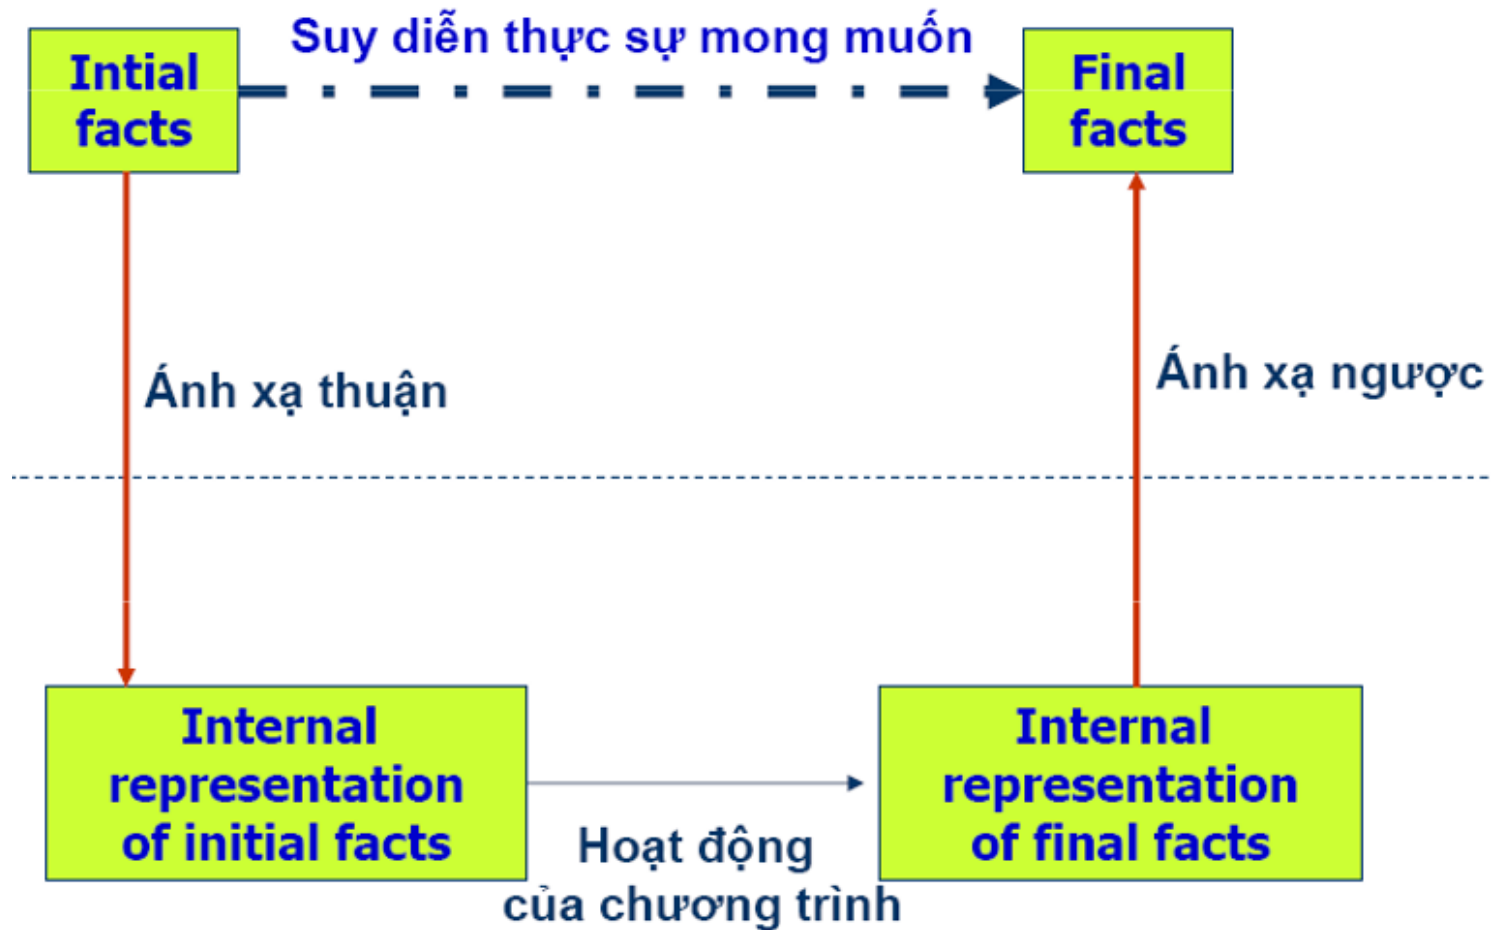 Suy diễn thực sự mong muốn
Intial
facts
Final
facts
Ánh xạ thuận
Ánh xạ ngược
Internal
representation
of initial facts
Hoạt động
của chương trình
Internal
representation
of final facts